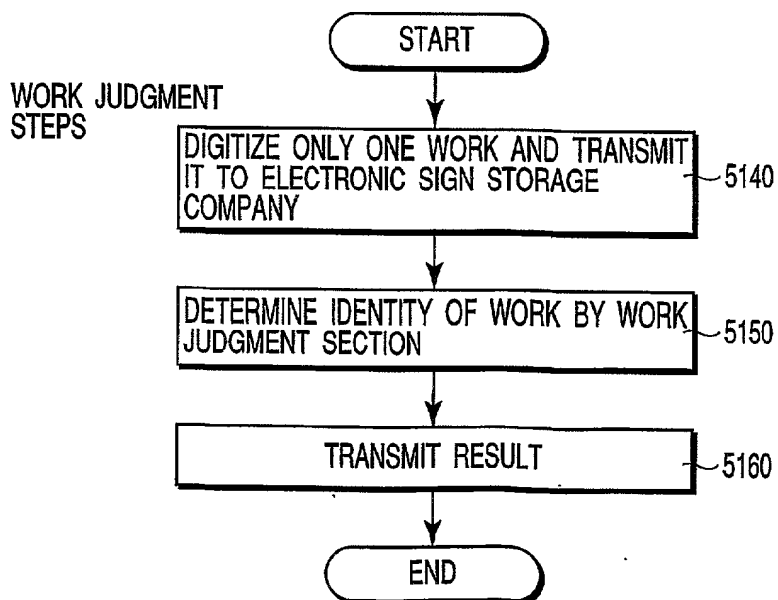 START
WORK JUDGMENT
STEPS
DIGITIZE ONLY ONE WORK AND TRANSMIT
IT TO ELECTRONIC SIGN STORAGE
COMPANY
5140
DETERMINE IDENTITY OF WORK BY WORK
JUDGMENT SECTION
5150
TRANSMIT RESULT
5160
END